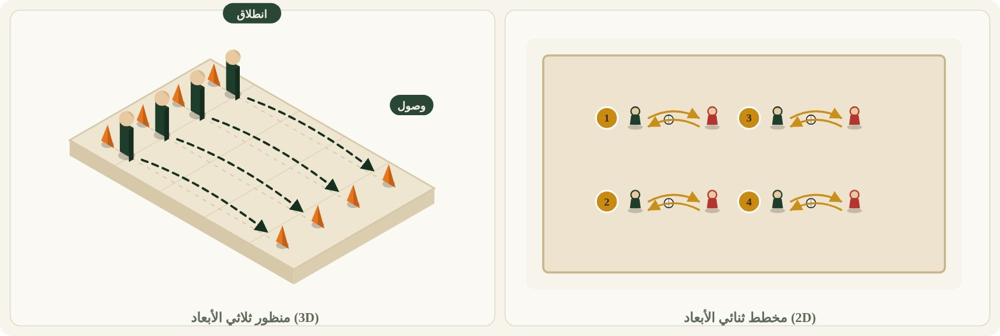 انطلاق
وصول
منظور ثلاثي الأبعاد (3D)
1
3
2
4
مخطط ثنائي الأبعاد (2D)